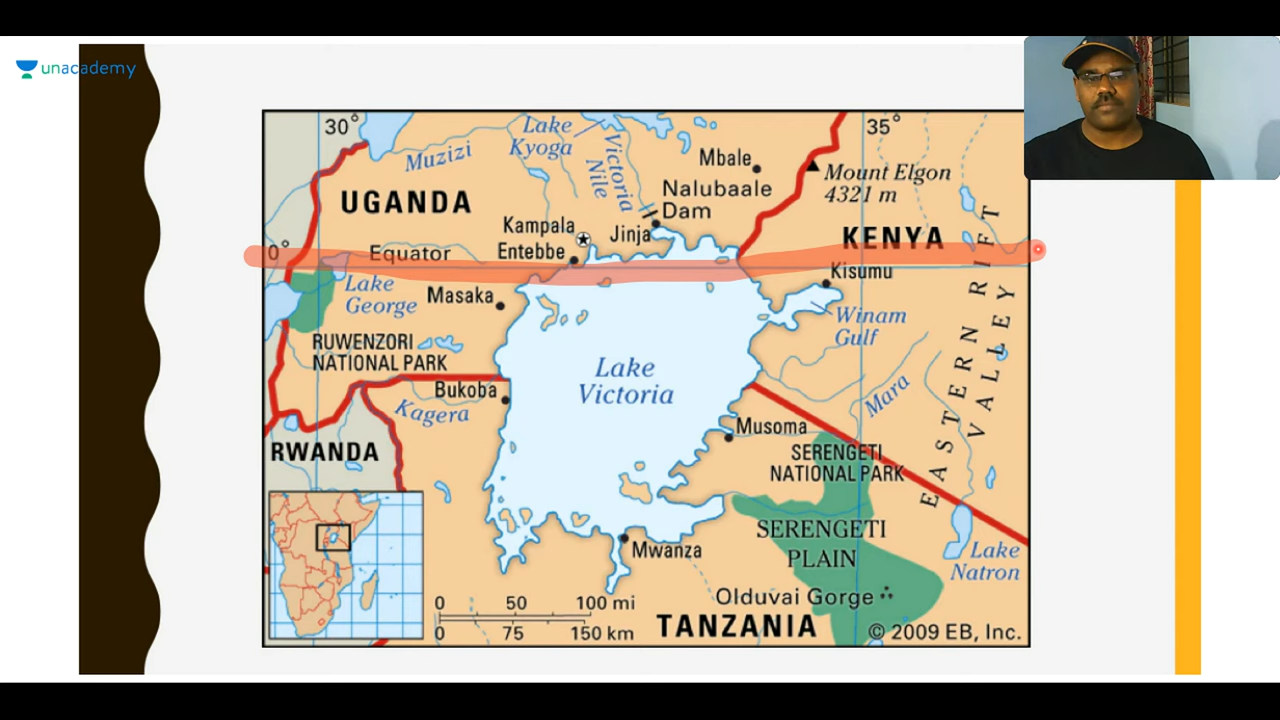 unacademy
30°
35°
Lake
Kyoga
Muzizi
Victoria
Nile
Mbale
Mount Elgon
4321 m
Nalubaale
Dam
UGANDA
Kampala
Jinja
KENYA
0°
Equator
Entebbe
Kisumu
Lake
George
Masaka
Winam
Gulf
EASTERN RIFT
VALLEY
RUWENZORI
NATIONAL PARK
Lake
Victoria
Bukoba
Kagera
Mara
Musoma
RWANDA
SERENGETI
NATIONAL PARK
SERENGETI
PLAIN
Mwanza
Lake
Natron
Olduvai Gorge
0 50 100 mi
0 75 150 km
TANZANIA
© 2009 EB, Inc.